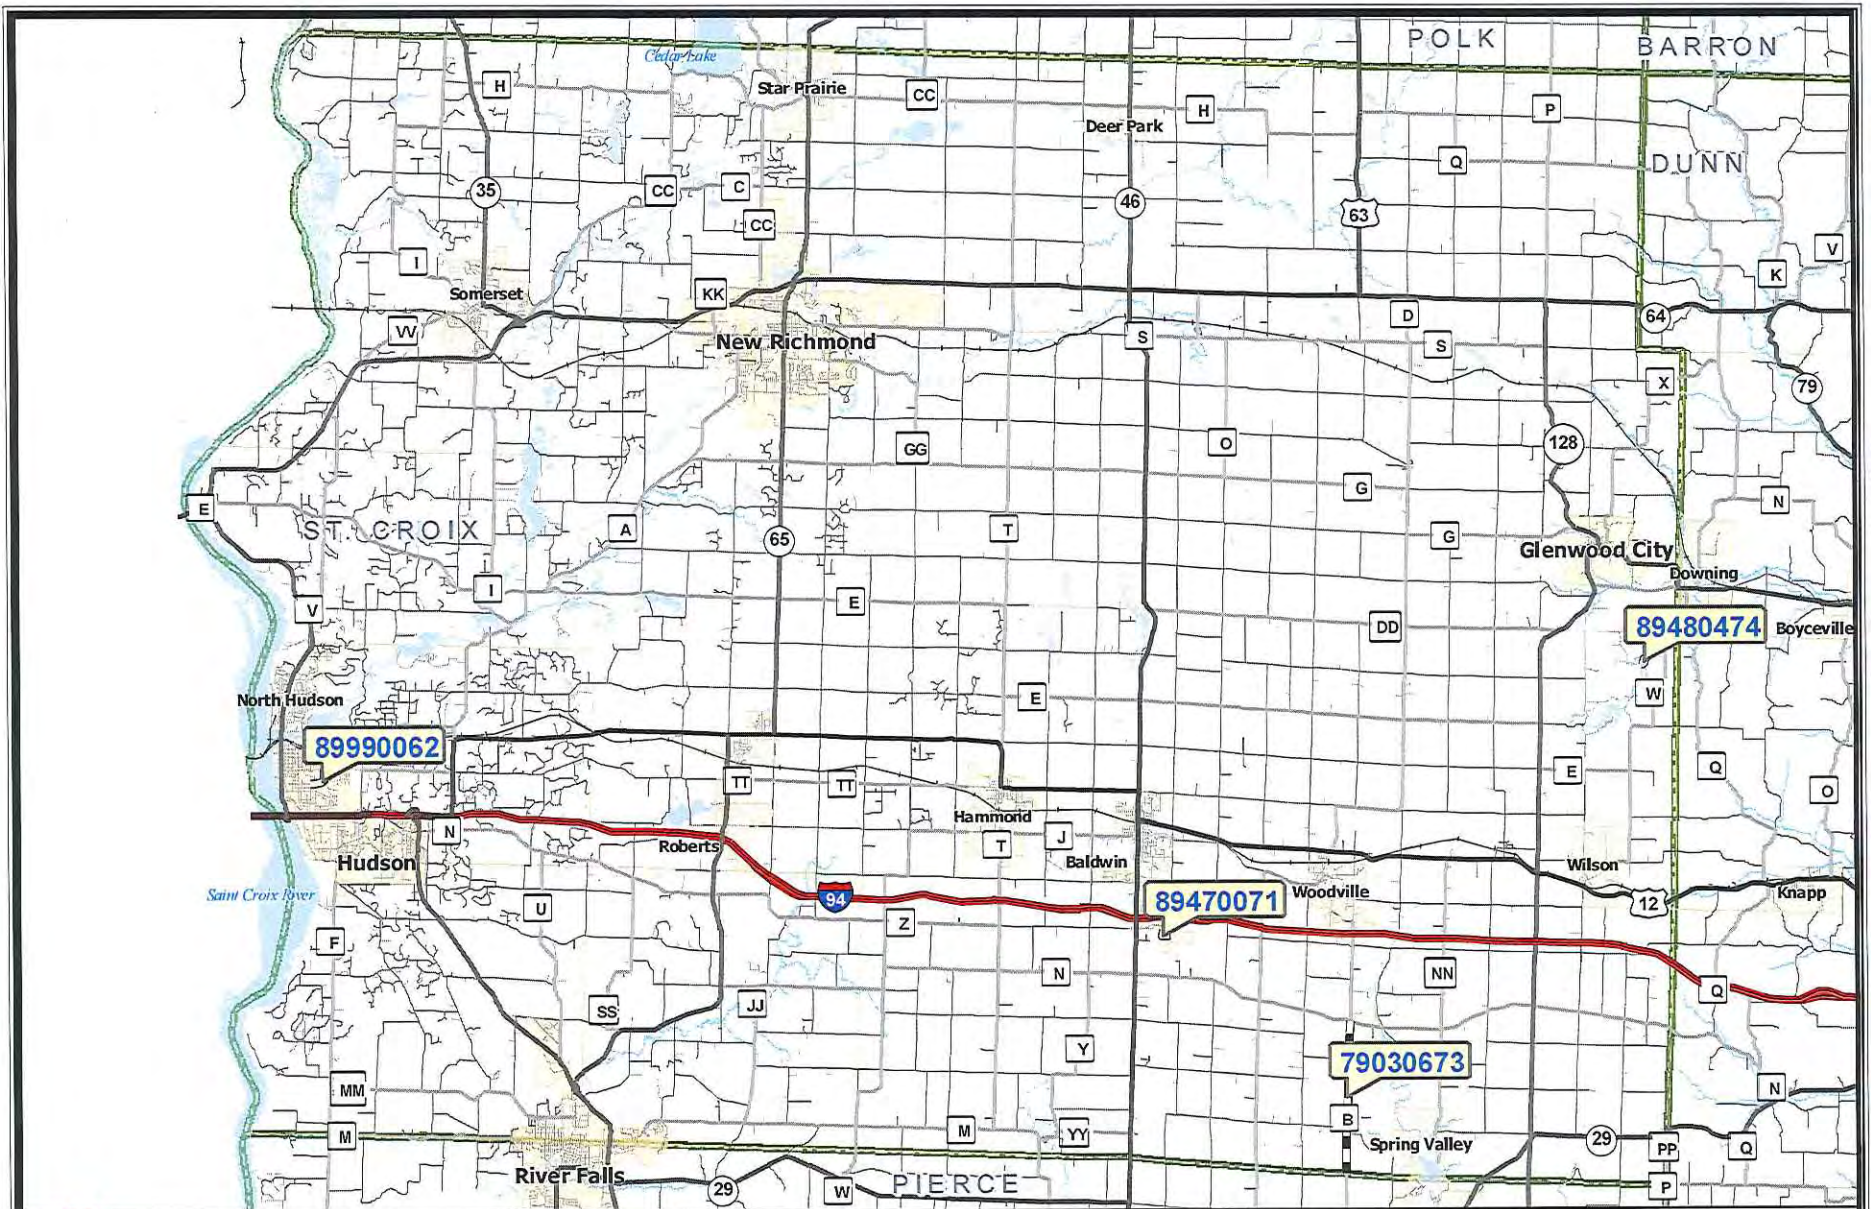 POLK
BARRON
Cedar Lake
H
Star Prairie
CC
H
P
Deer Park
Q
DUNN
35
CC
C
46
63
CC
V
I
K
Somerset
KK
D
64
VV
New Richmond
S
S
X
79
GG
O
128
G
N
E
ST. CROIX
A
65
T
G
Glenwood City
Downing
I
E
V
DD
89480474
Boyceville
North Hudson
E
W
89990062
TT
TT
E
Q
O
Hammond
N
J
Roberts
T
Hudson
Baldwin
Wilson
Saint Croix River
94
89470071
Woodville
12
Knapp
U
Z
F
N
NN
Q
SS
JJ
Y
79030673
MM
N
B
M
M
YY
Spring Valley
29
PP
Q
River Falls
29
W
PIERCE
P